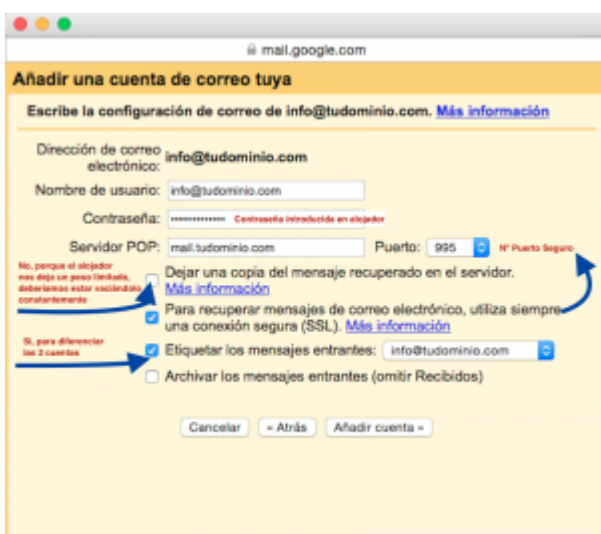 mail.google.com
Añadir una cuenta de correo tuya
Escribe la configuración de correo de info@tudominio.com. Más información
Dirección de correo
electrónico:
info@tudominio.com
Nombre de usuario: info@tudominio.com
Contraseña: •••••••••••••• Contraseña introducida en alojador
Servidor POP: mail.tudominio.com Puerto: 995 Nº Puerto Seguro
No, porque el alojador
nos deja un peso limitado,
deberíamos estar vaciándolo
constantemente
Dejar una copia del mensaje recuperado en el servidor.
Más información
Para recuperar mensajes de correo electrónico, utiliza siempre
una conexión segura (SSL). Más información
SI, para diferenciar
las 2 cuentas
Etiquetar los mensajes entrantes: info@tudominio.com
Archivar los mensajes entrantes (omitir Recibidos)
Cancelar « Atrás Añadir cuenta »